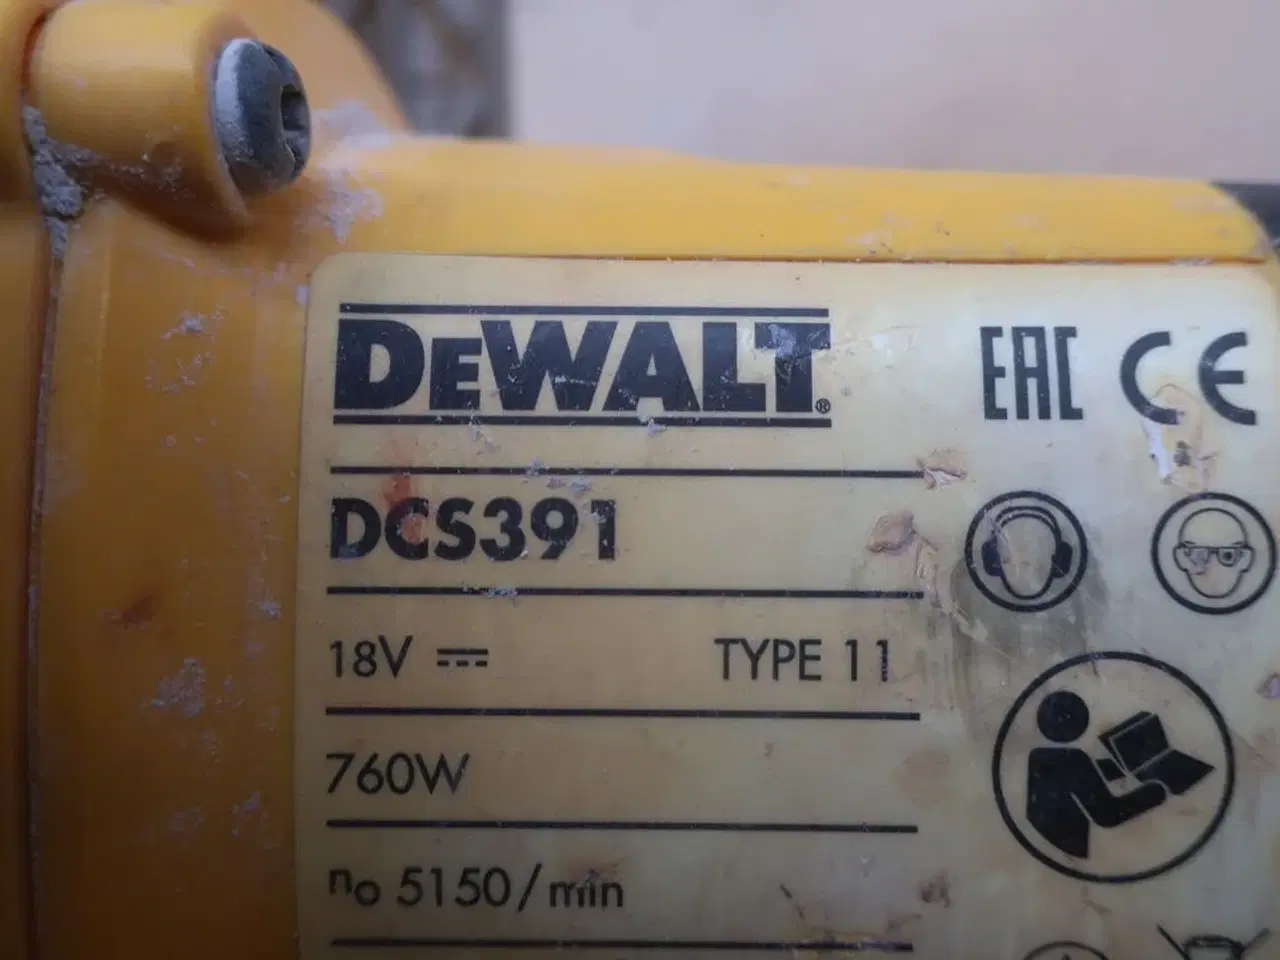 DEWALT®
EAC CE
DCS391
18V ⎓ TYPE 11
760W
n₀ 5150/min